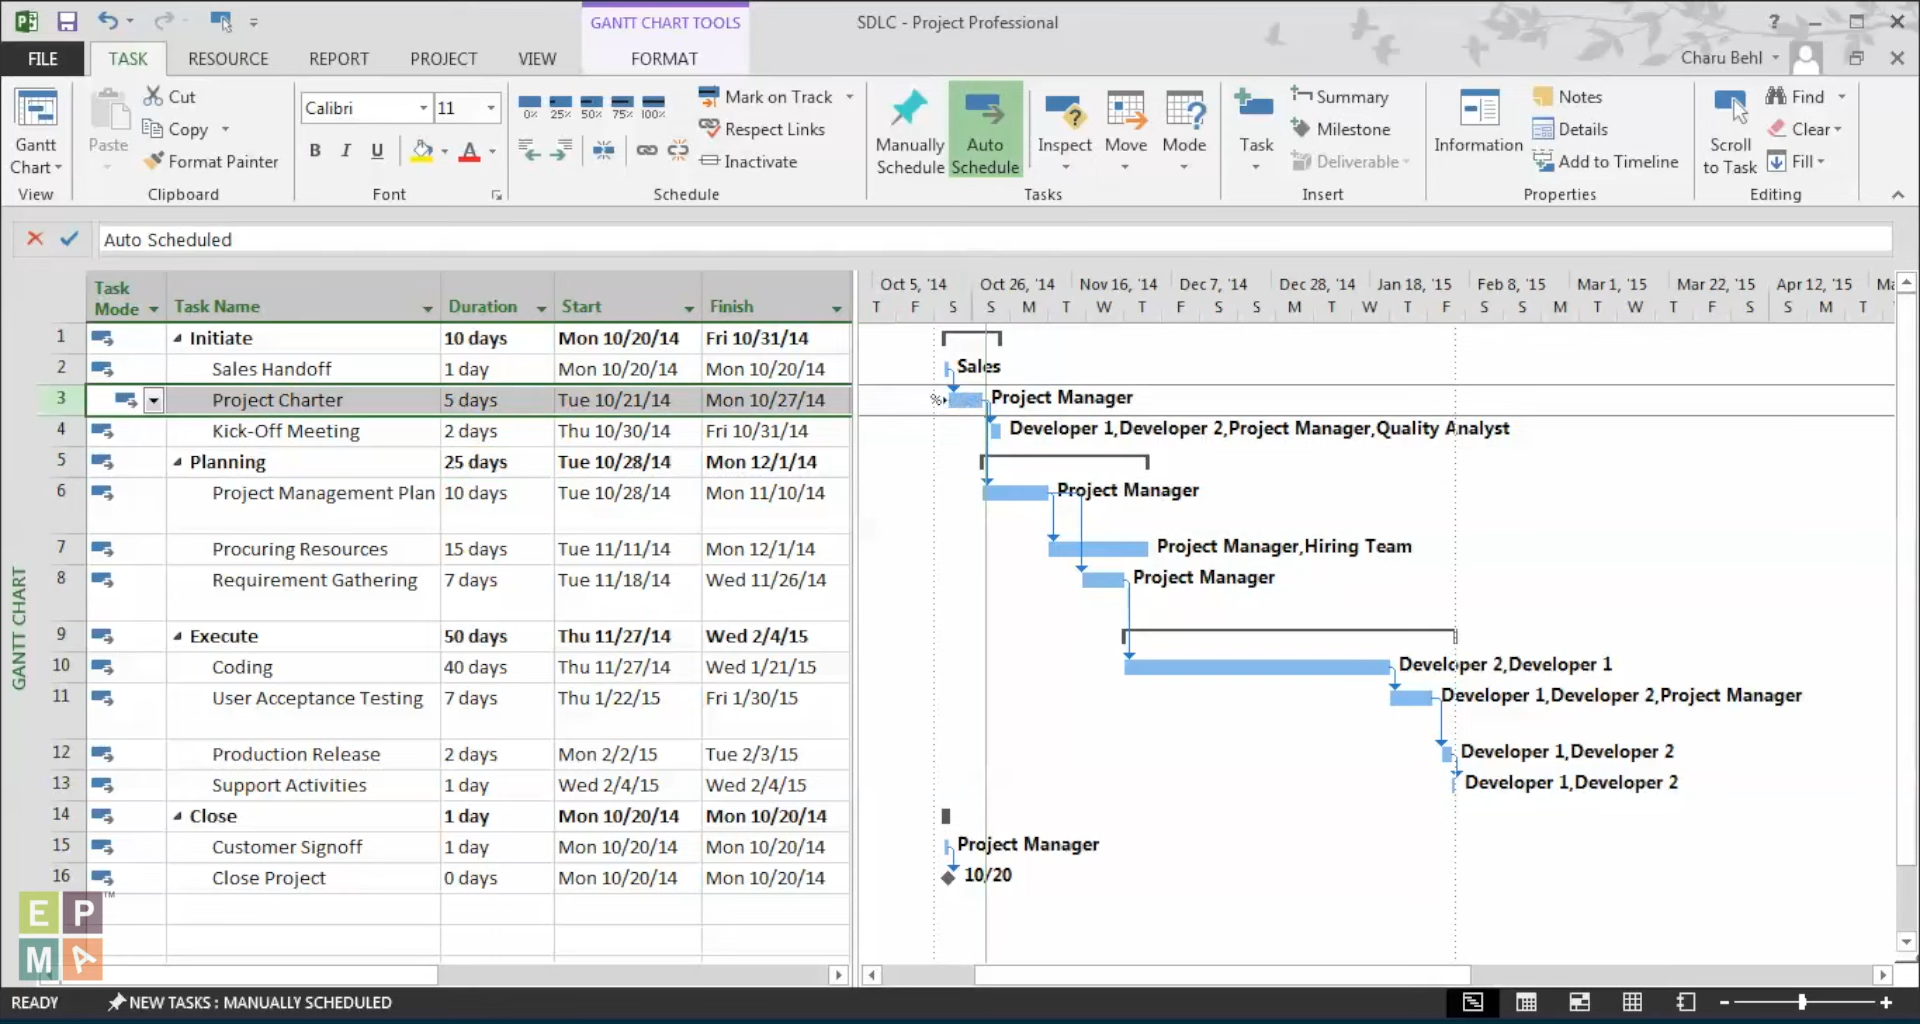 GANTT CHART TOOLS
SDLC - Project Professional
?
FILE TASK RESOURCE REPORT PROJECT VIEW FORMAT
Charu Behl
Gantt Chart
View
Paste
Cut
Copy
Format Painter
Clipboard
Calibri 11
B I U A
Font
0% 25% 50% 75% 100%
Mark on Track
Respect Links
Inactivate
Schedule
Manually Schedule
Auto Schedule
Inspect
Move
Mode
Tasks
Task
Summary
Milestone
Deliverable
Insert
Information
Notes
Details
Add to Timeline
Properties
Scroll to Task
Find
Clear
Fill
Editing
Auto Scheduled
Task Mode Task Name Duration Start Finish
Oct 5, '14 Oct 26, '14 Nov 16, '14 Dec 7, '14 Dec 28, '14 Jan 18, '15 Feb 8, '15 Mar 1, '15 Mar 22, '15 Apr 12, '15 Ma
T F S S M T W T F S S M T W T F S S M T W T F S S M T
1 Initiate 10 days Mon 10/20/14 Fri 10/31/14
2 Sales Handoff 1 day Mon 10/20/14 Mon 10/20/14 Sales
3 Project Charter 5 days Tue 10/21/14 Mon 10/27/14 Project Manager
4 Kick-Off Meeting 2 days Thu 10/30/14 Fri 10/31/14 Developer 1,Developer 2,Project Manager,Quality Analyst
5 Planning 25 days Tue 10/28/14 Mon 12/1/14
6 Project Management Plan 10 days Tue 10/28/14 Mon 11/10/14 Project Manager
7 Procuring Resources 15 days Tue 11/11/14 Mon 12/1/14 Project Manager,Hiring Team
8 Requirement Gathering 7 days Tue 11/18/14 Wed 11/26/14 Project Manager
9 Execute 50 days Thu 11/27/14 Wed 2/4/15
10 Coding 40 days Thu 11/27/14 Wed 1/21/15 Developer 2,Developer 1
11 User Acceptance Testing 7 days Thu 1/22/15 Fri 1/30/15 Developer 1,Developer 2,Project Manager
12 Production Release 2 days Mon 2/2/15 Tue 2/3/15 Developer 1,Developer 2
13 Support Activities 1 day Wed 2/4/15 Wed 2/4/15 Developer 1,Developer 2
14 Close 1 day Mon 10/20/14 Mon 10/20/14
15 Customer Signoff 1 day Mon 10/20/14 Mon 10/20/14 Project Manager
16 Close Project 0 days Mon 10/20/14 Mon 10/20/14 10/20
GANTT CHART
EPMA™
READY NEW TASKS : MANUALLY SCHEDULED